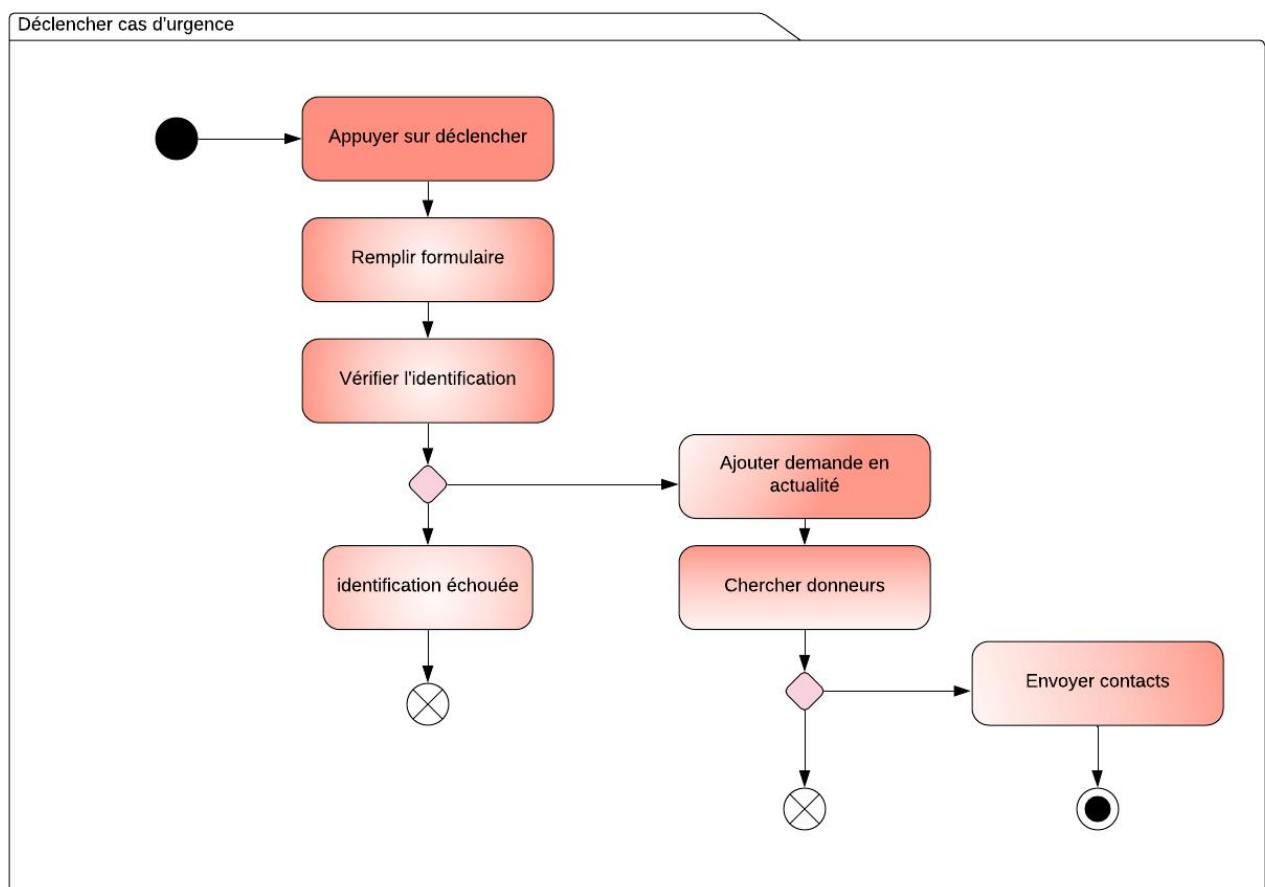 Déclencher cas d'urgence
Appuyer sur déclencher
Remplir formulaire
Vérifier l'identification
Ajouter demande en
actualité
identification échouée
Chercher donneurs
Envoyer contacts